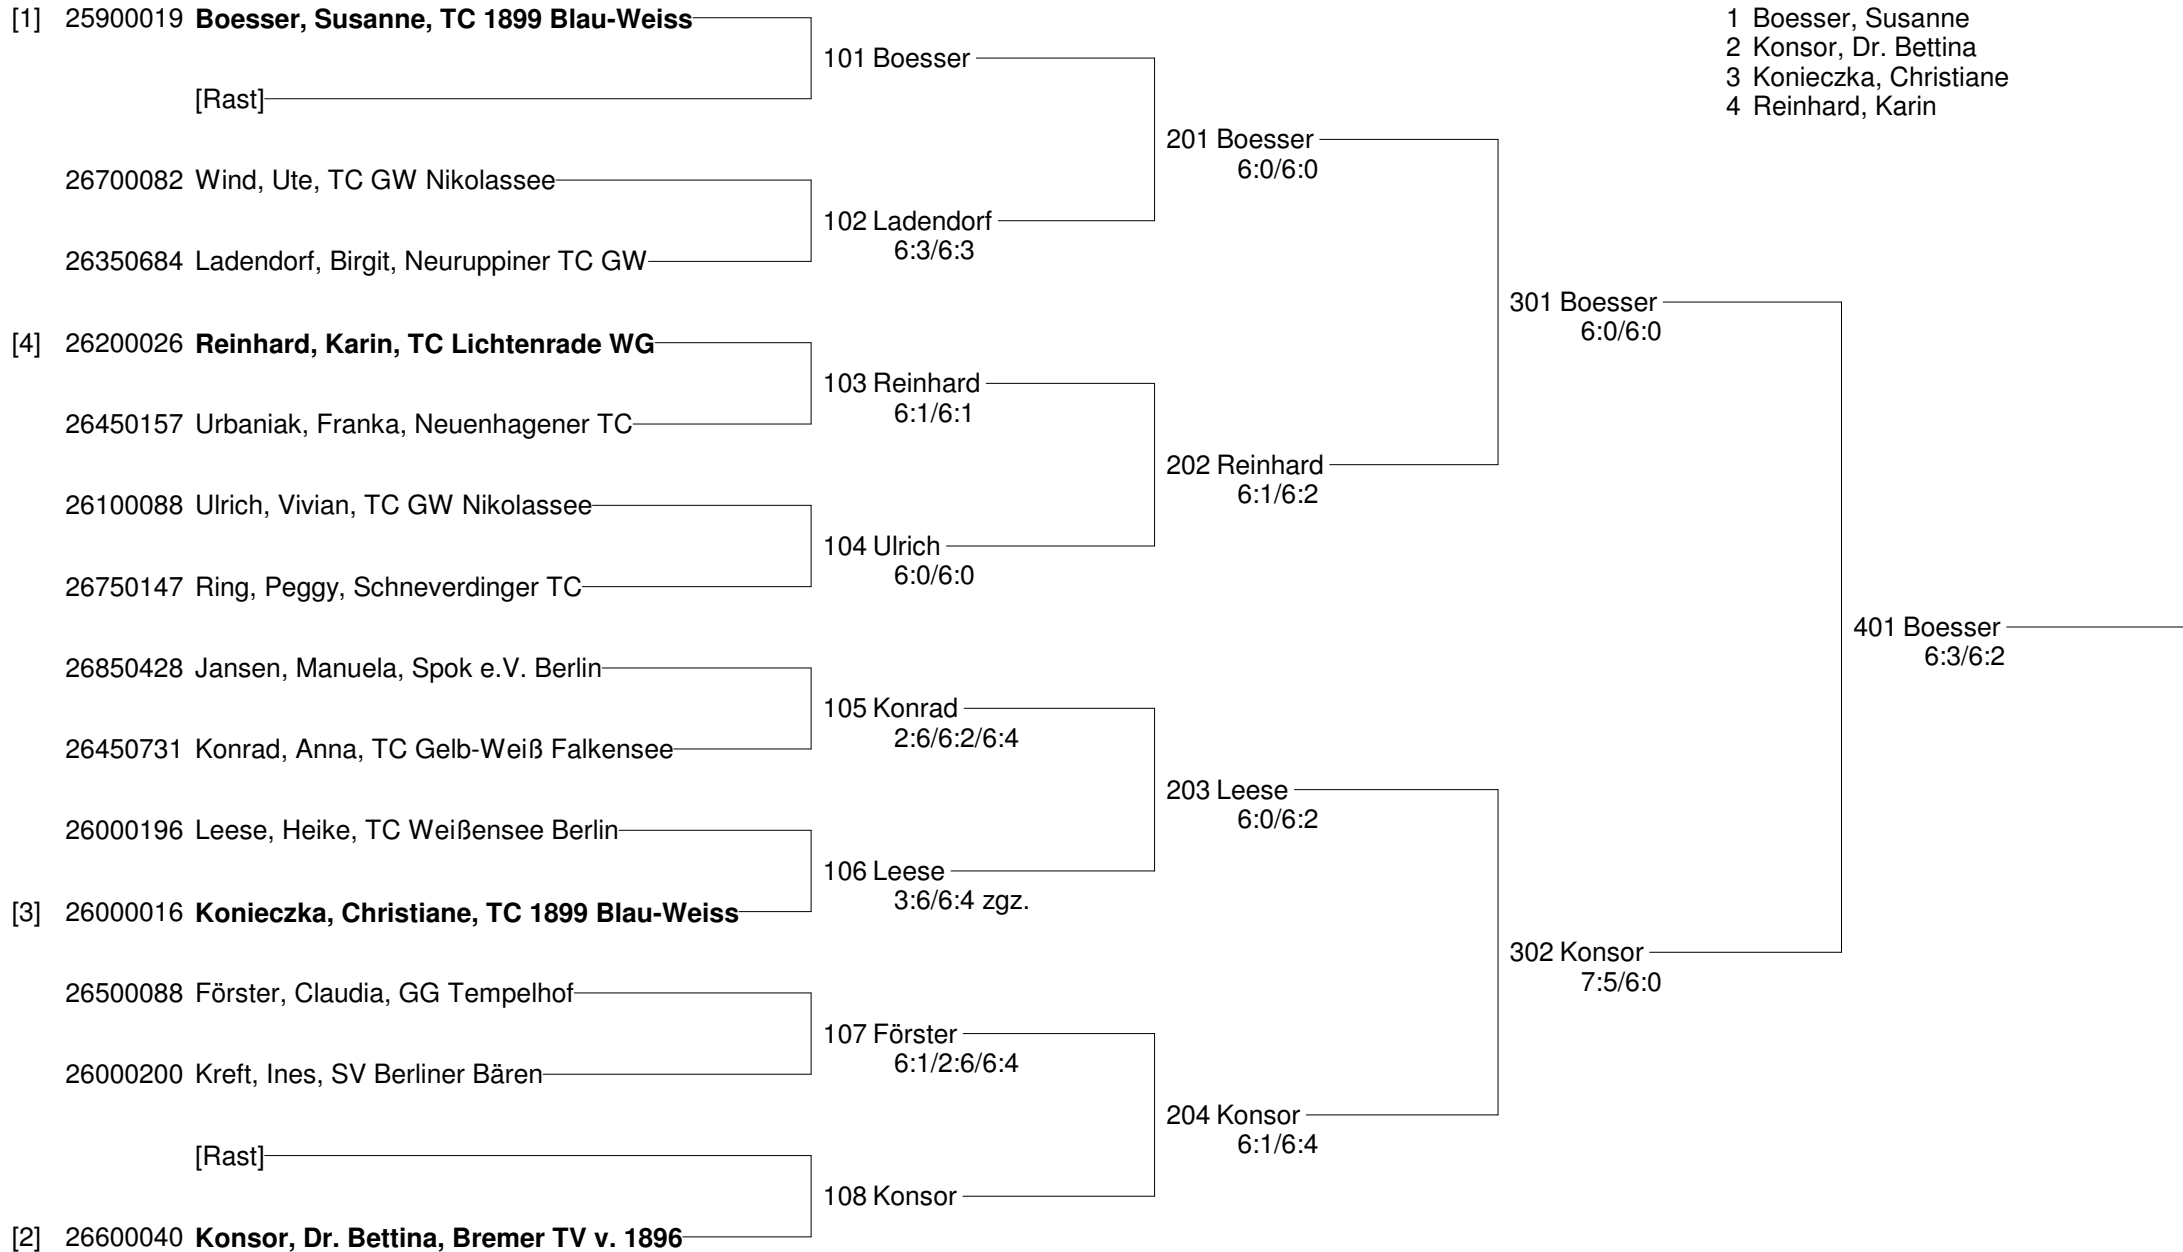 [1] 25900019 Boesser, Susanne, TC 1899 Blau-Weiss
[Rast]
26700082 Wind, Ute, TC GW Nikolassee
26350684 Ladendorf, Birgit, Neuruppiner TC GW
[4] 26200026 Reinhard, Karin, TC Lichtenrade WG
26450157 Urbaniak, Franka, Neuenhagener TC
26100088 Ulrich, Vivian, TC GW Nikolassee
26750147 Ring, Peggy, Schneverdinger TC
26850428 Jansen, Manuela, Spok e.V. Berlin
26450731 Konrad, Anna, TC Gelb-Weiß Falkensee
26000196 Leese, Heike, TC Weißensee Berlin
[3] 26000016 Konieczka, Christiane, TC 1899 Blau-Weiss
26500088 Förster, Claudia, GG Tempelhof
26000200 Kreft, Ines, SV Berliner Bären
[Rast]
[2] 26600040 Konsor, Dr. Bettina, Bremer TV v. 1896
101 Boesser
102 Ladendorf
6:3/6:3
103 Reinhard
6:1/6:1
104 Ulrich
6:0/6:0
105 Konrad
2:6/6:2/6:4
106 Leese
3:6/6:4 zgz.
107 Förster
6:1/2:6/6:4
108 Konsor
201 Boesser
6:0/6:0
202 Reinhard
6:1/6:2
203 Leese
6:0/6:2
204 Konsor
6:1/6:4
301 Boesser
6:0/6:0
302 Konsor
7:5/6:0
401 Boesser
6:3/6:2
1 Boesser, Susanne
2 Konsor, Dr. Bettina
3 Konieczka, Christiane
4 Reinhard, Karin